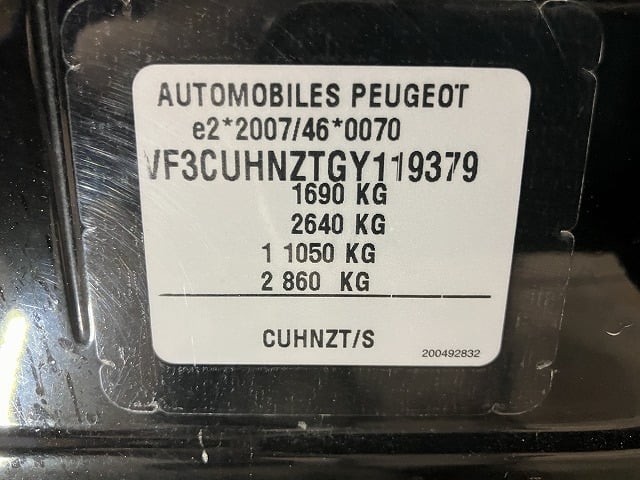 AUTOMOBILES PEUGEOT
e2*2007/46*0070
VF3CUHNZTGY119379
1690 KG
2640 KG
1 1050 KG
2 860 KG
CUHNZT/S
200492832